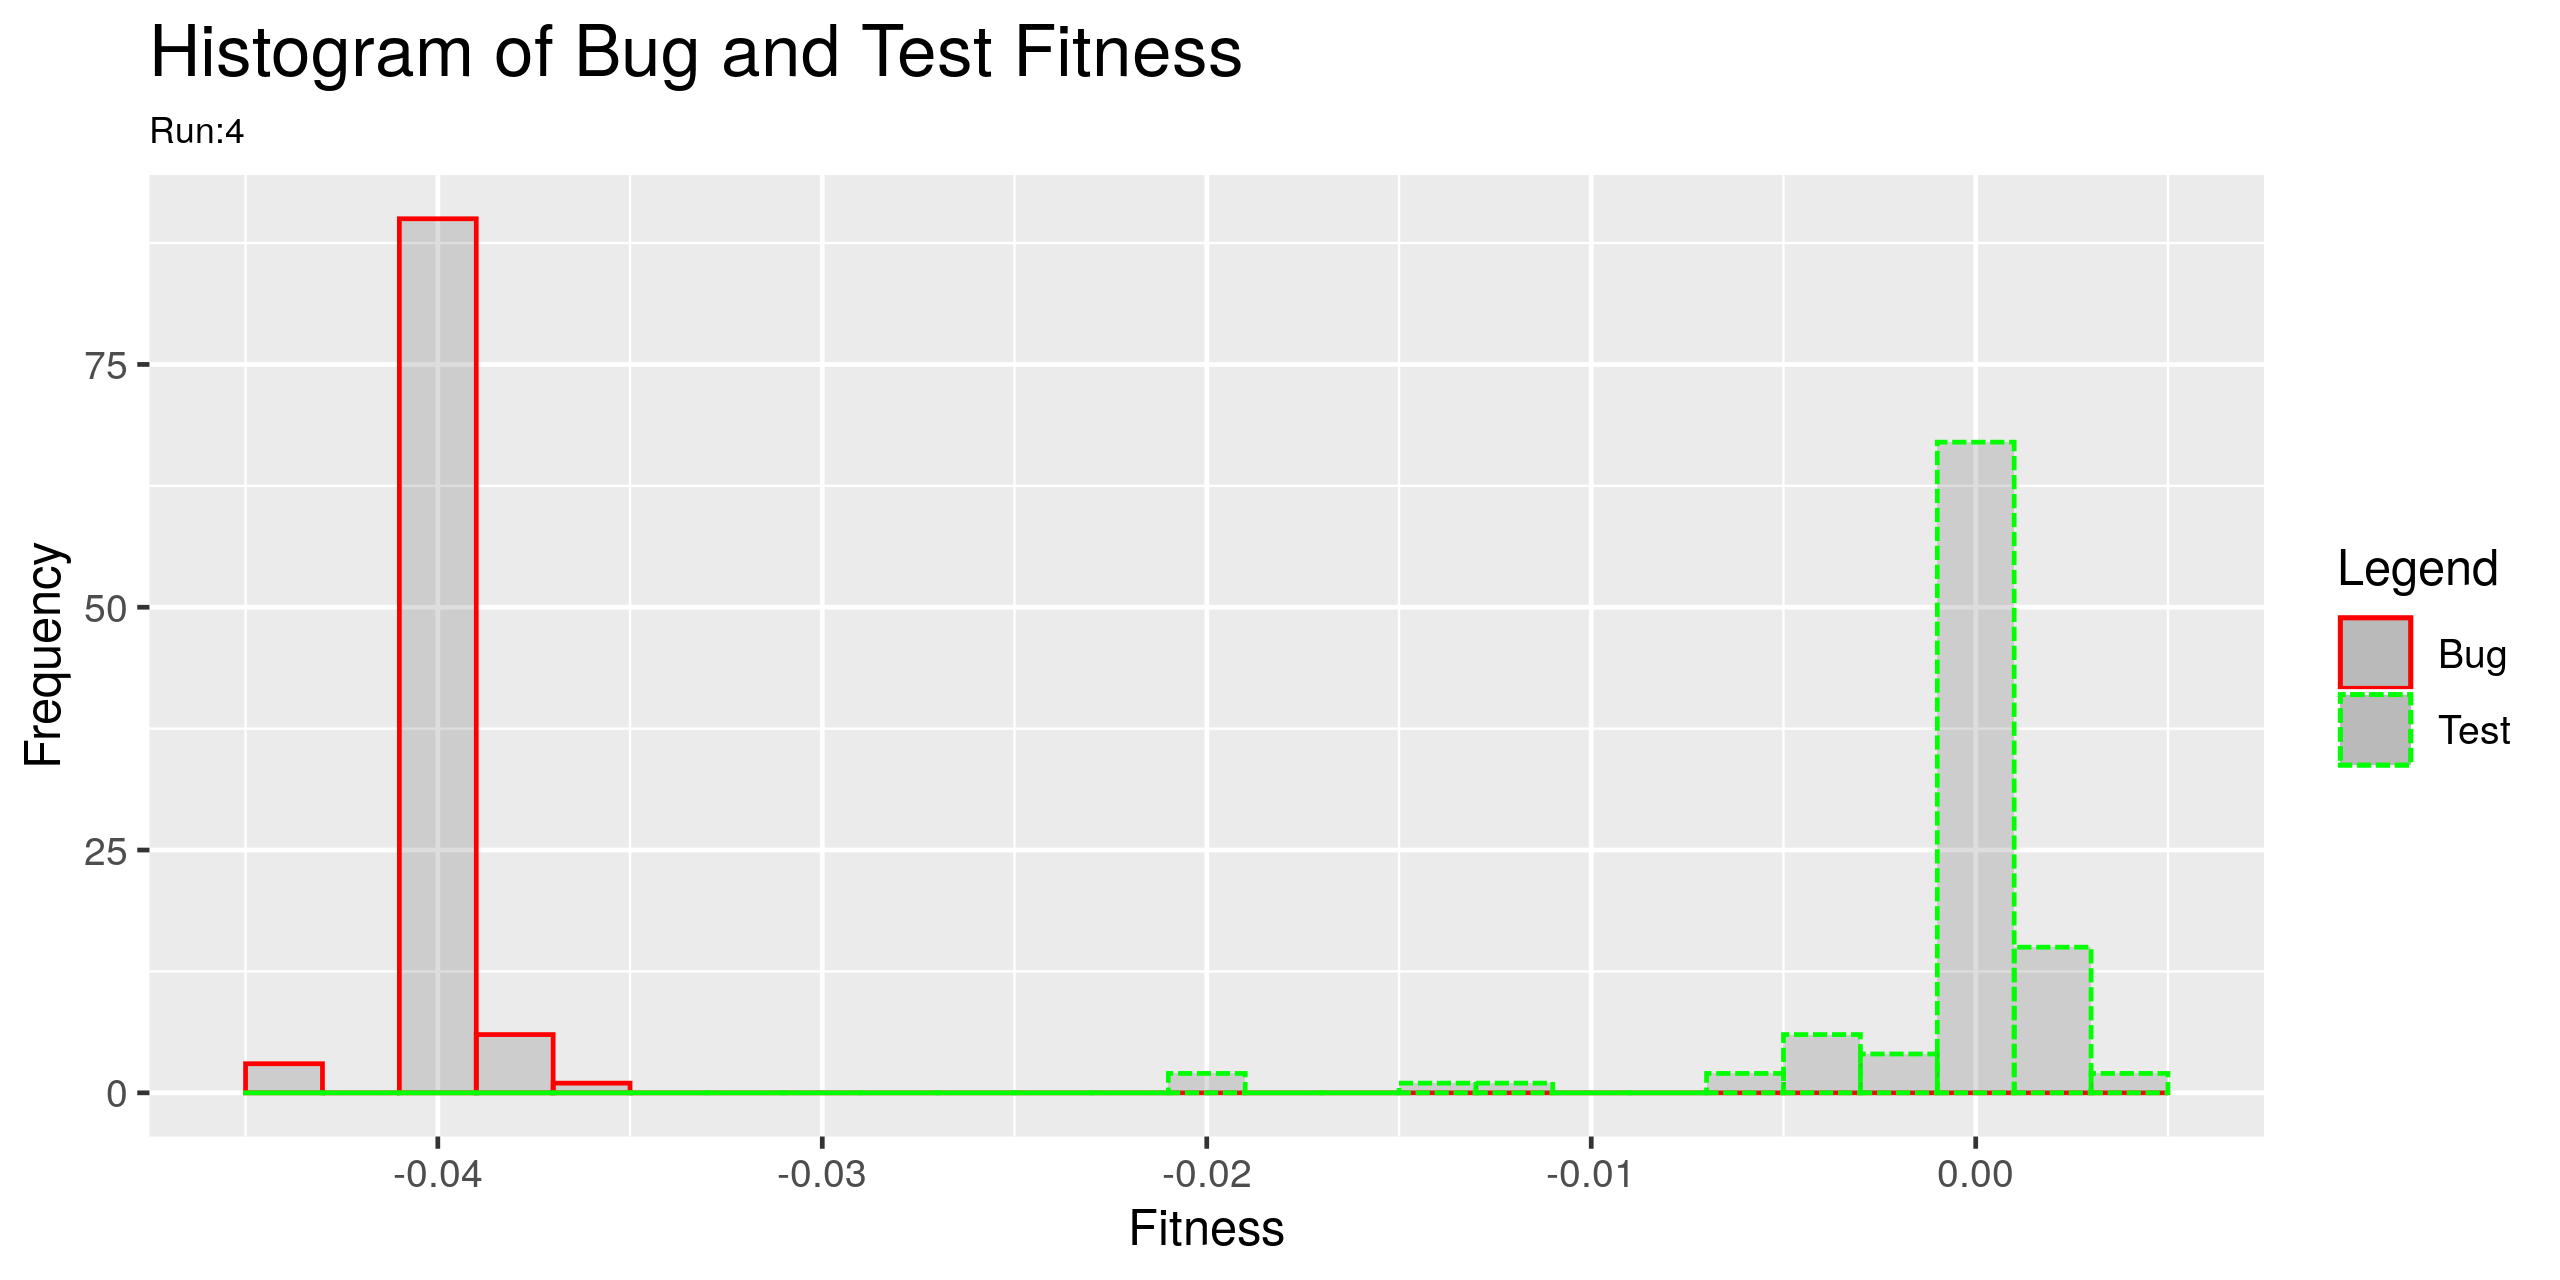 Histogram of Bug and Test Fitness
Run:4
Frequency
75
50
25
0
-0.04 -0.03 -0.02 -0.01 0.00
Fitness
Legend
Bug
Test